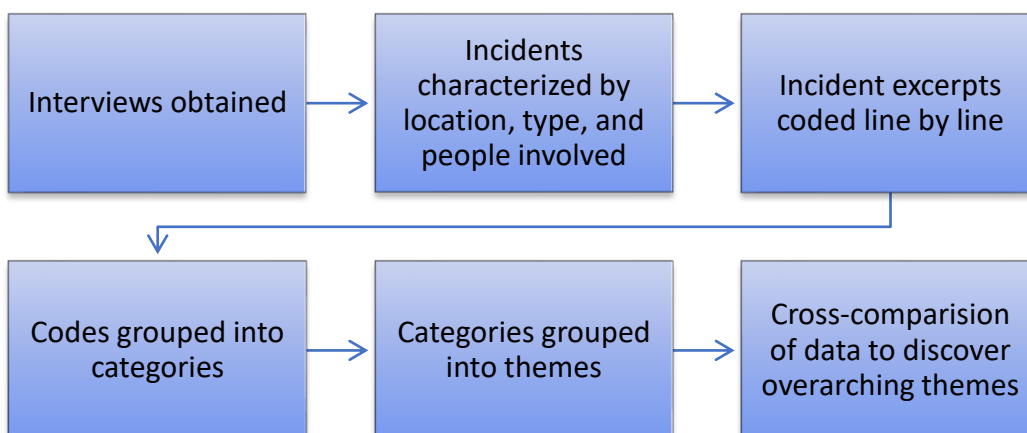 Interviews obtained
Incidents
characterized by
location, type, and
people involved
Incident excerpts
coded line by line
Codes grouped into
categories
Categories grouped
into themes
Cross-comparision
of data to discover
overarching themes